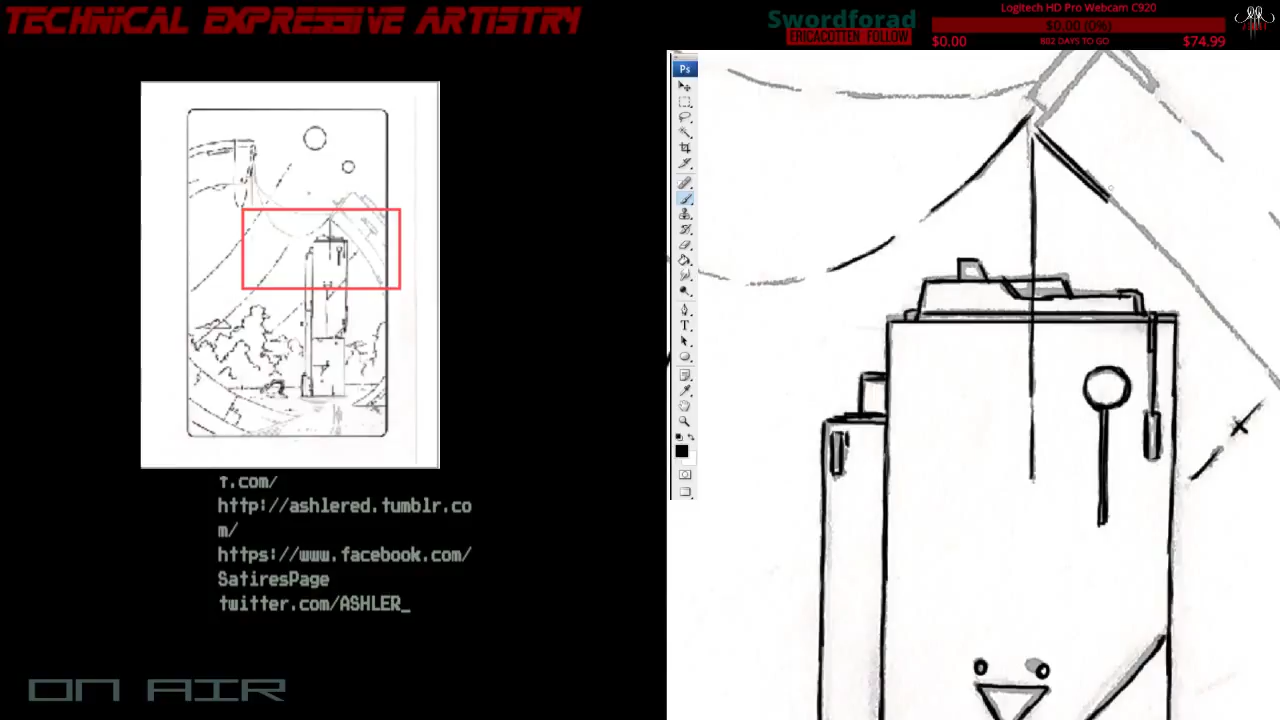 TECHNICAL EXPRESSIVE ARTISTRY
Swordforad
ERICACOTTEN FOLLOW
Logitech HD Pro Webcam C920
$0.00 (0%)
$0.00
802 DAYS TO GO
$74.99
Ps
T
t.com/
http://ashlered.tumblr.co
m/
https://www.facebook.com/
SatiresPage
twitter.com/ASHLER_
ON AIR